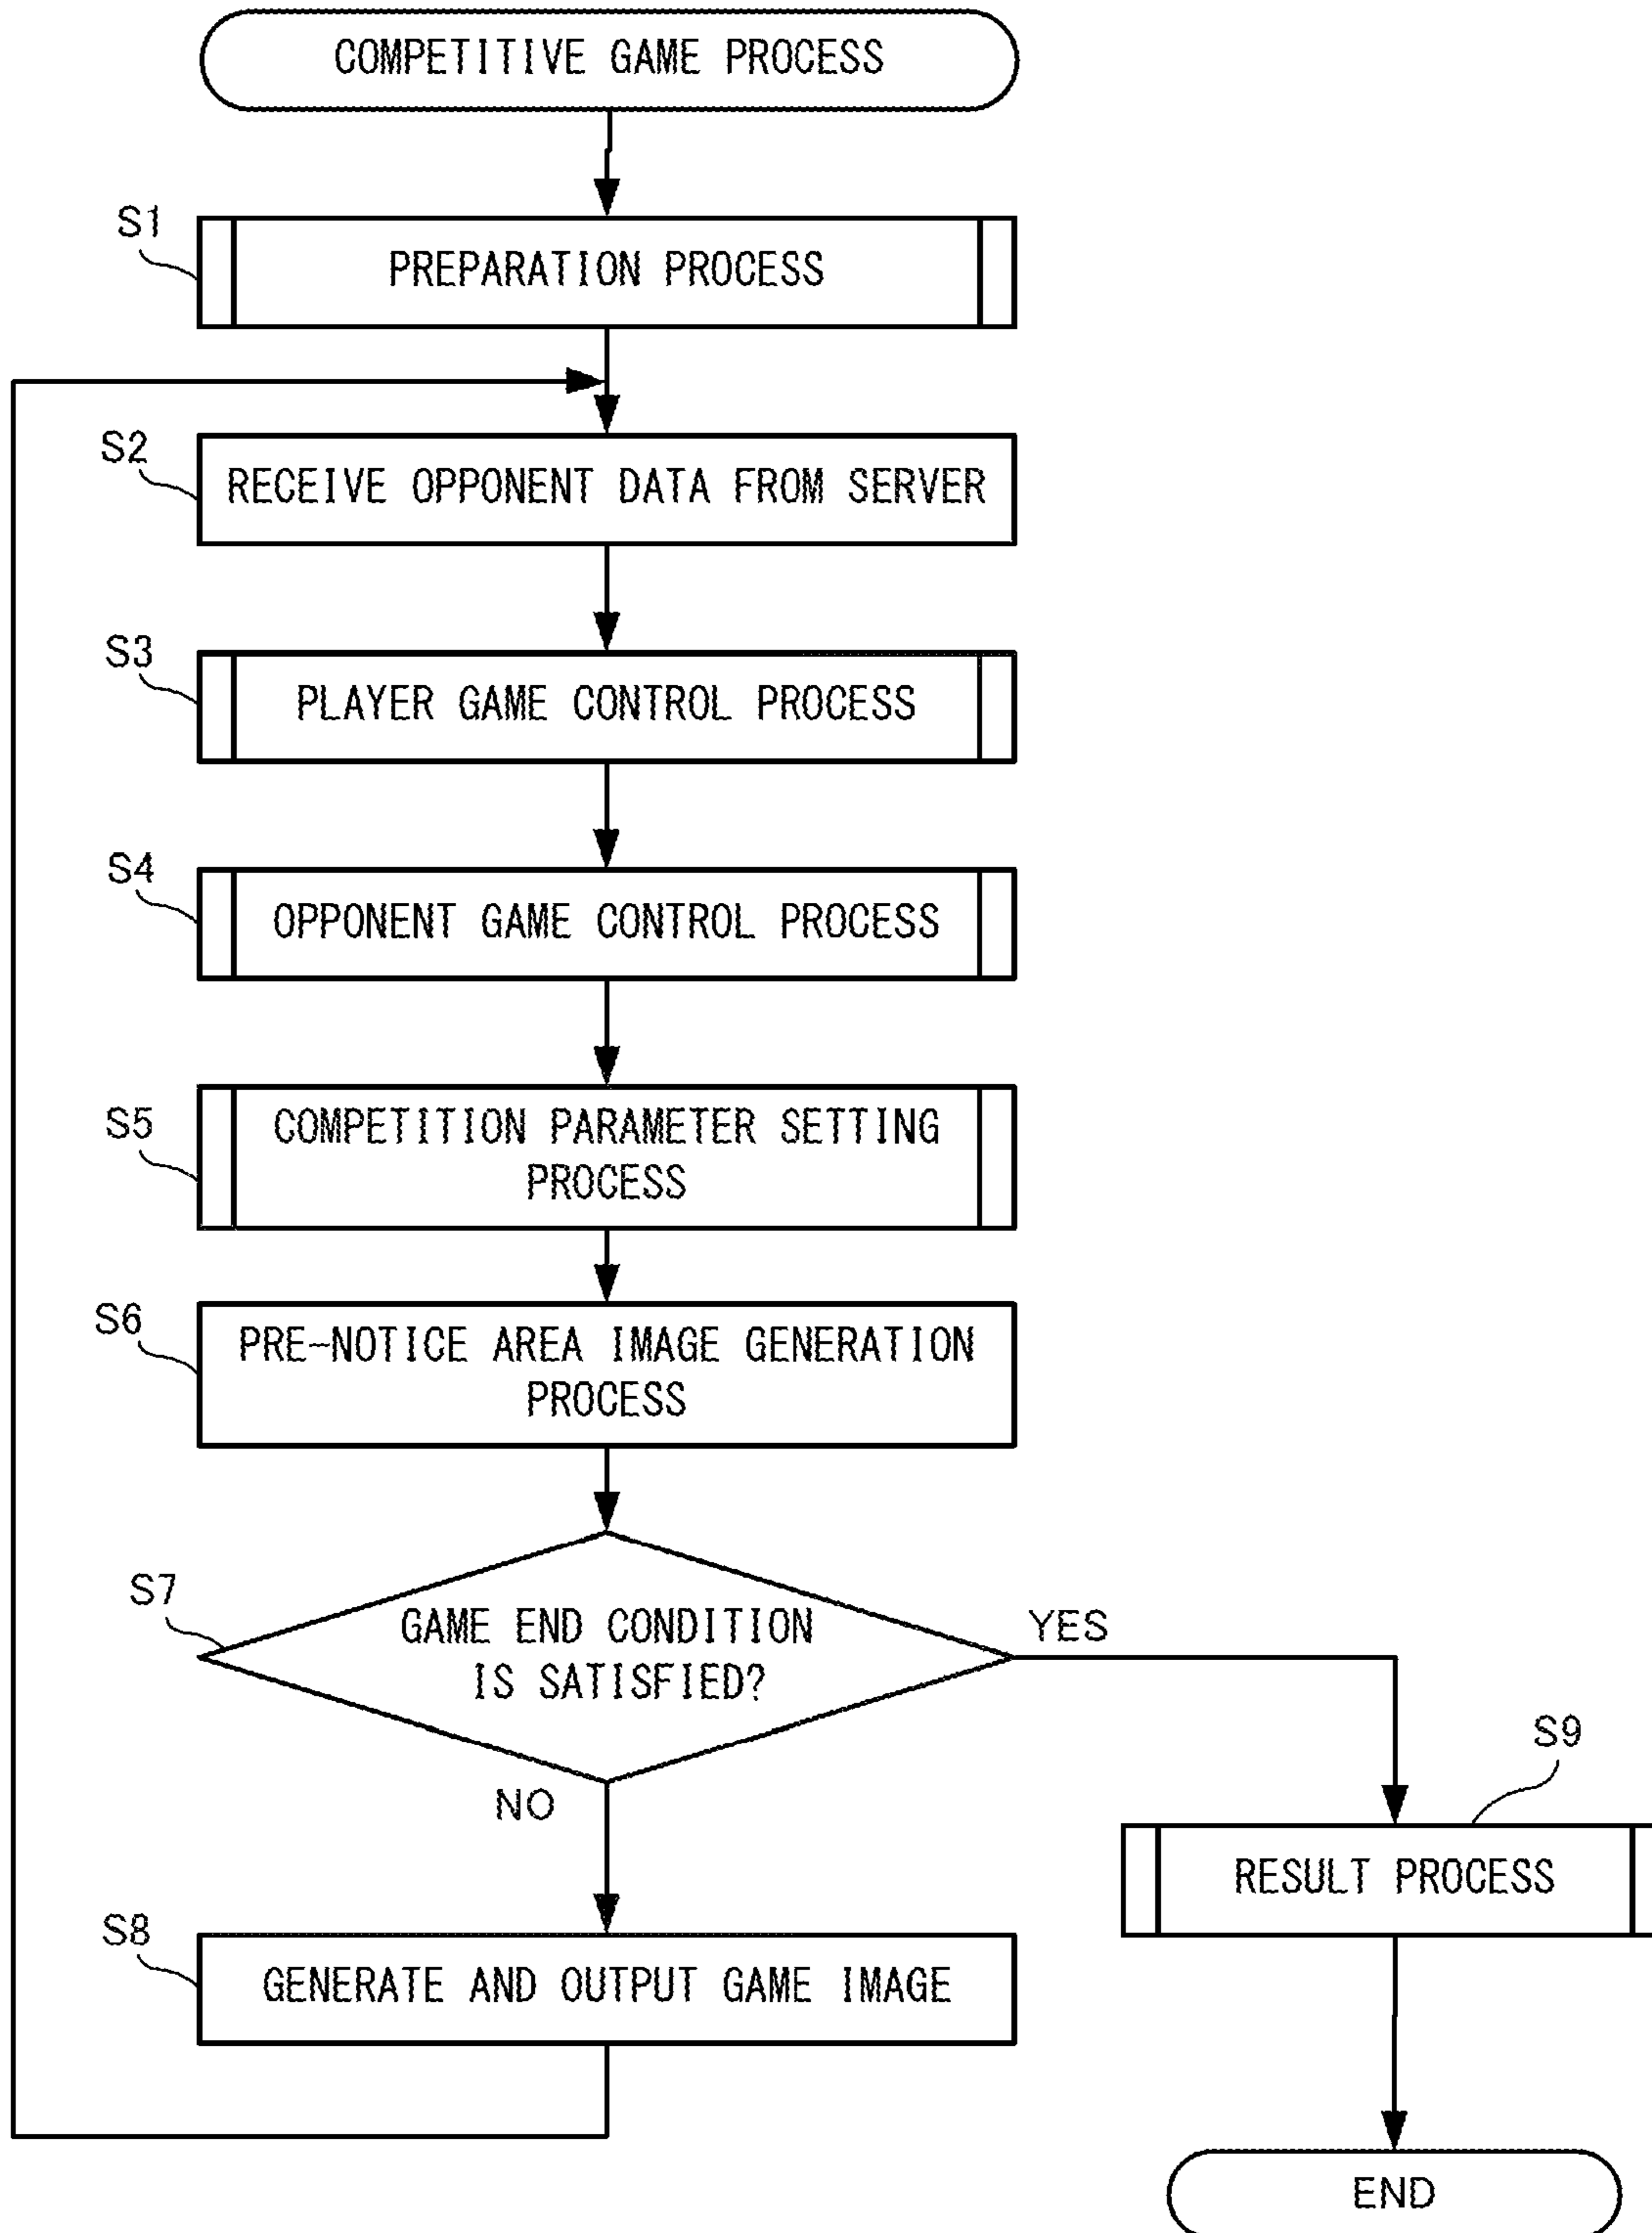 COMPETITIVE GAME PROCESS
S1
PREPARATION PROCESS
S2
RECEIVE OPPONENT DATA FROM SERVER
S3
PLAYER GAME CONTROL PROCESS
S4
OPPONENT GAME CONTROL PROCESS
S5
COMPETITION PARAMETER SETTING
PROCESS
S6
PRE-NOTICE AREA IMAGE GENERATION
PROCESS
S7
GAME END CONDITION
IS SATISFIED?
YES
NO
S9
RESULT PROCESS
S8
GENERATE AND OUTPUT GAME IMAGE
END